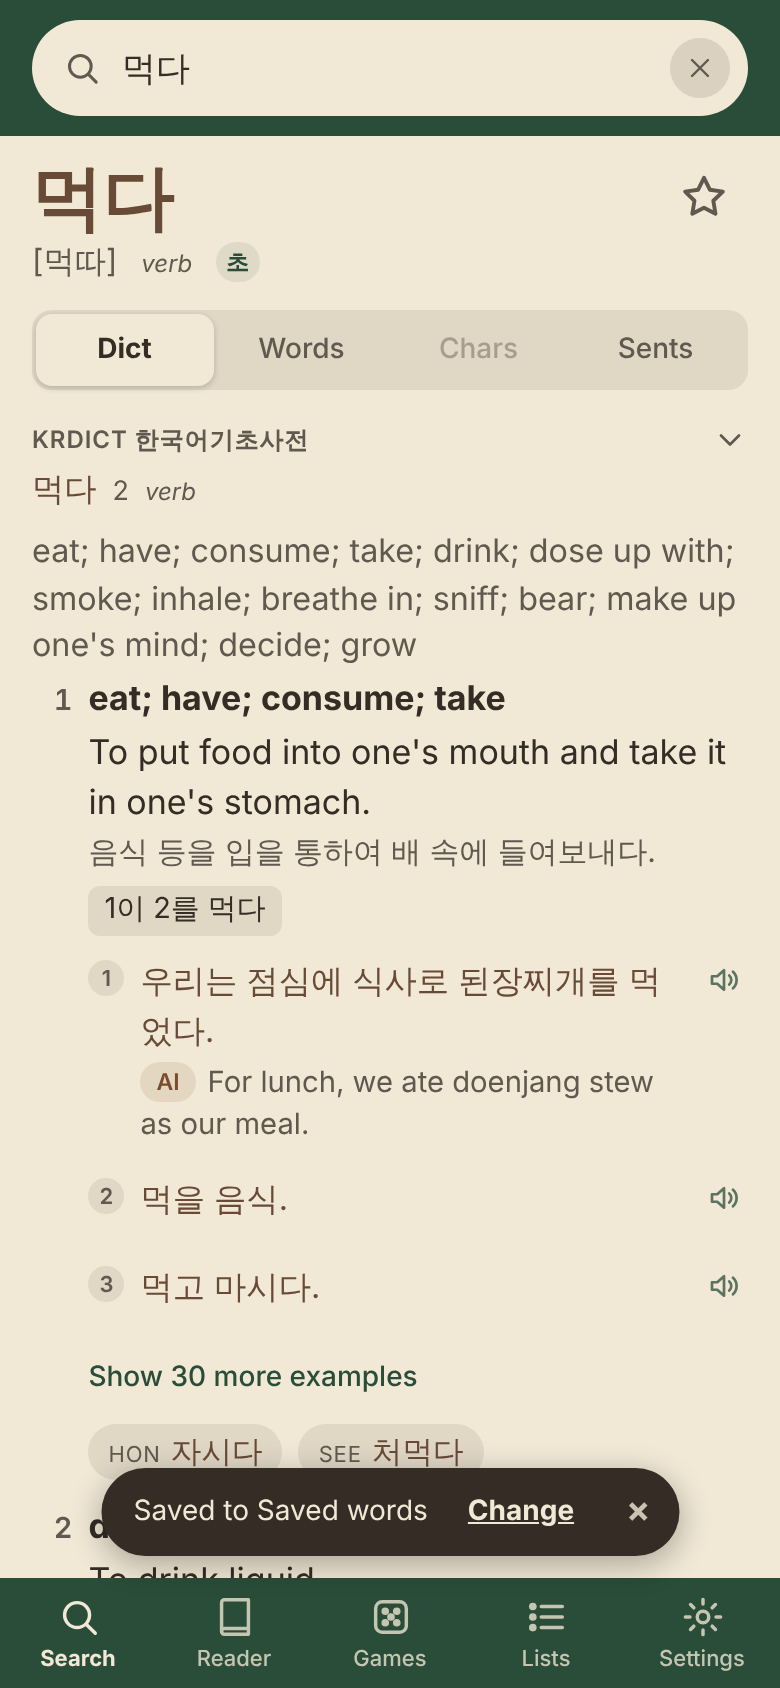 먹다
먹다
[먹따] verb 초
Dict Words Chars Sents
KRDICT 한국어기초사전
먹다 2 verb
eat; have; consume; take; drink; dose up with;
smoke; inhale; breathe in; sniff; bear; make up
one's mind; decide; grow
1 eat; have; consume; take
To put food into one's mouth and take it
in one's stomach.
음식 등을 입을 통하여 배 속에 들여보내다.
1이 2를 먹다
1 우리는 점심에 식사로 된장찌개를 먹
었다.
AI For lunch, we ate doenjang stew
as our meal.
2 먹을 음식.
3 먹고 마시다.
Show 30 more examples
HON 자시다 SEE 처먹다
Saved to Saved words Change
2 d
To drink liquid
Search Reader Games Lists Settings